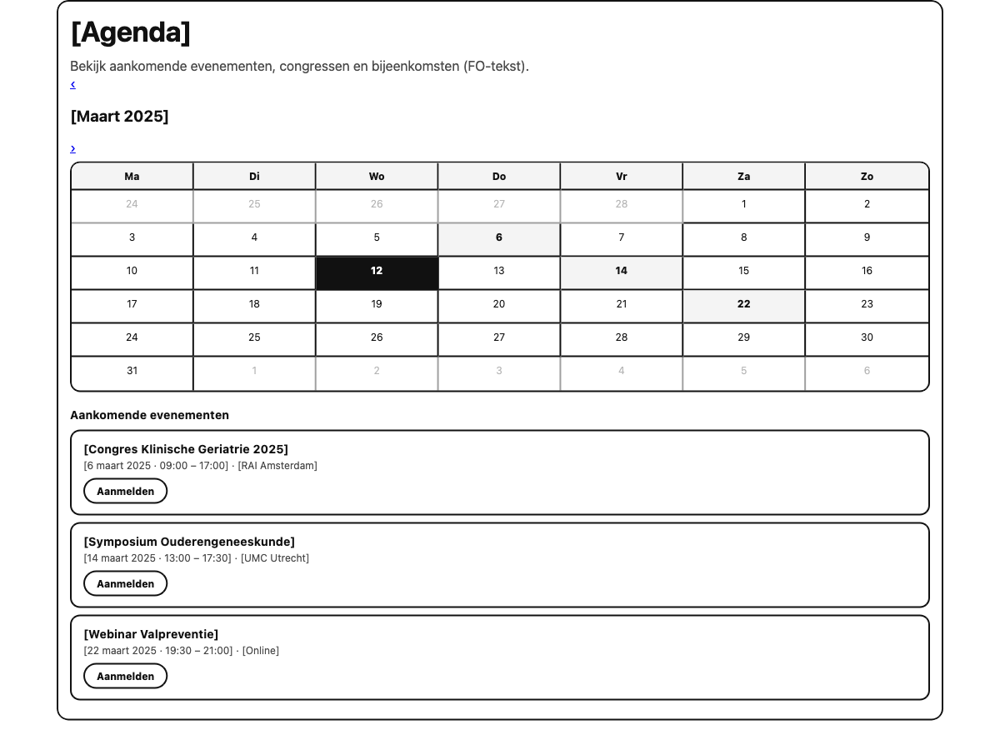 [Agenda]
Bekijk aankomende evenementen, congressen en bijeenkomsten (FO-tekst).
‹
[Maart 2025]
›
Ma Di Wo Do Vr Za Zo
24 25 26 27 28 1 2
3 4 5 6 7 8 9
10 11 12 13 14 15 16
17 18 19 20 21 22 23
24 25 26 27 28 29 30
31 1 2 3 4 5 6
Aankomende evenementen
[Congres Klinische Geriatrie 2025]
[6 maart 2025 · 09:00 – 17:00] · [RAI Amsterdam]
Aanmelden
[Symposium Ouderengeneeskunde]
[14 maart 2025 · 13:00 – 17:30] · [UMC Utrecht]
Aanmelden
[Webinar Valpreventie]
[22 maart 2025 · 19:30 – 21:00] · [Online]
Aanmelden